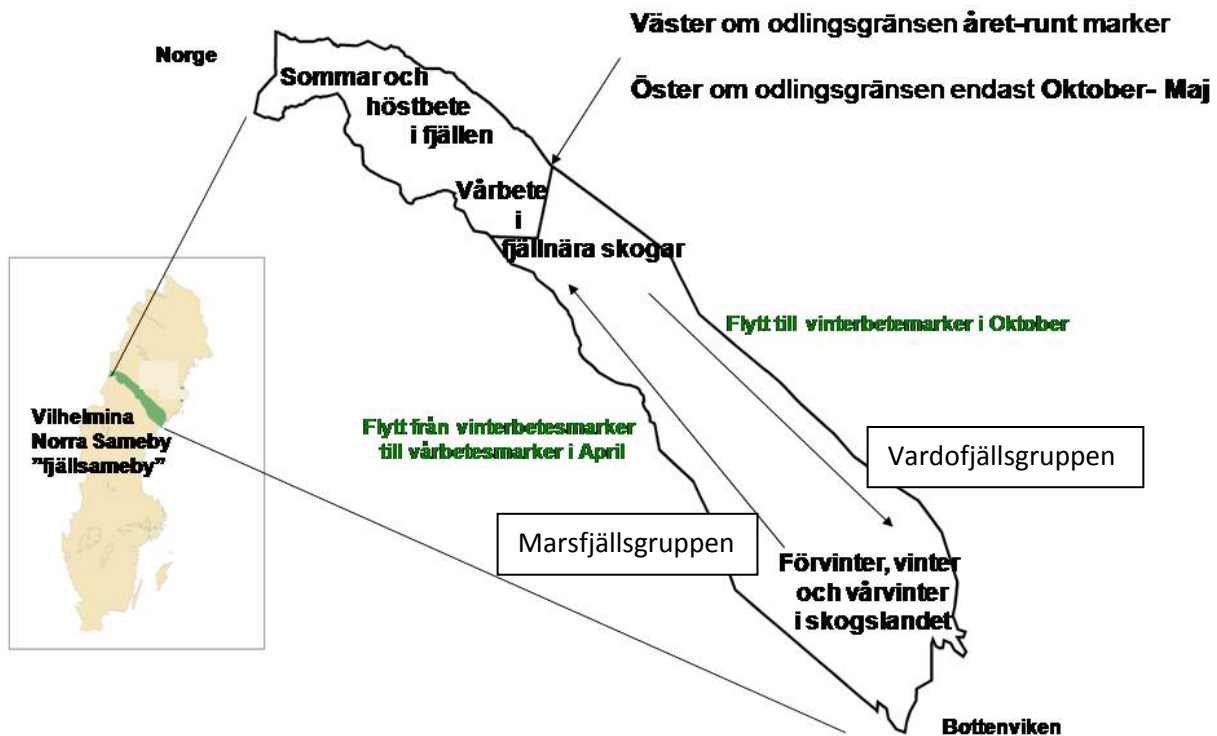 Väster om odlingsgränsen året-runt marker
Öster om odlingsgränsen endast Oktober- Maj
Norge
Sommar och
höstbete
i fjällen
Vårbete
i
fjällnära skogar
Flytt till vinterbetemarker i Oktober
Vilhelmina
Norra Sameby
"fjällsameby"
Flytt från vinterbetesmarker
till vårbetesmarker i April
Vardofjällsgruppen
Marsfjällsgruppen
Förvinter, vinter
och vårvinter
i skogslandet
Bottenviken